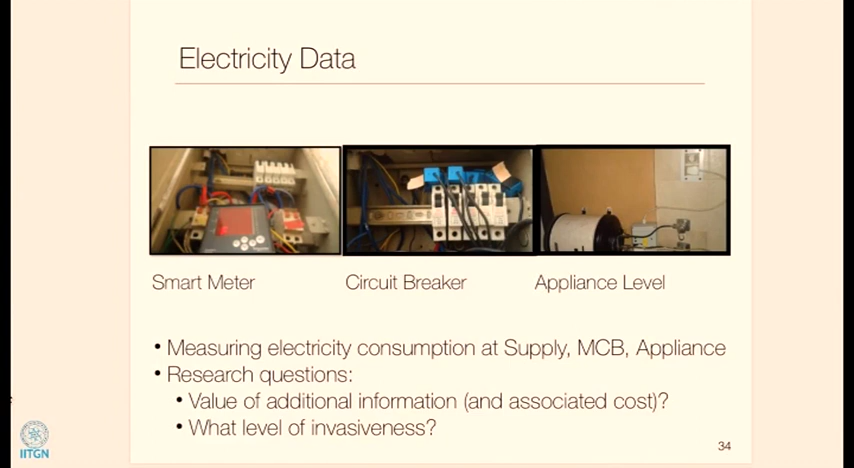 Electricity Data
Smart Meter
Circuit Breaker
Appliance Level
• Measuring electricity consumption at Supply, MCB, Appliance
• Research questions:
• Value of additional information (and associated cost)?
• What level of invasiveness?
34
IITGN